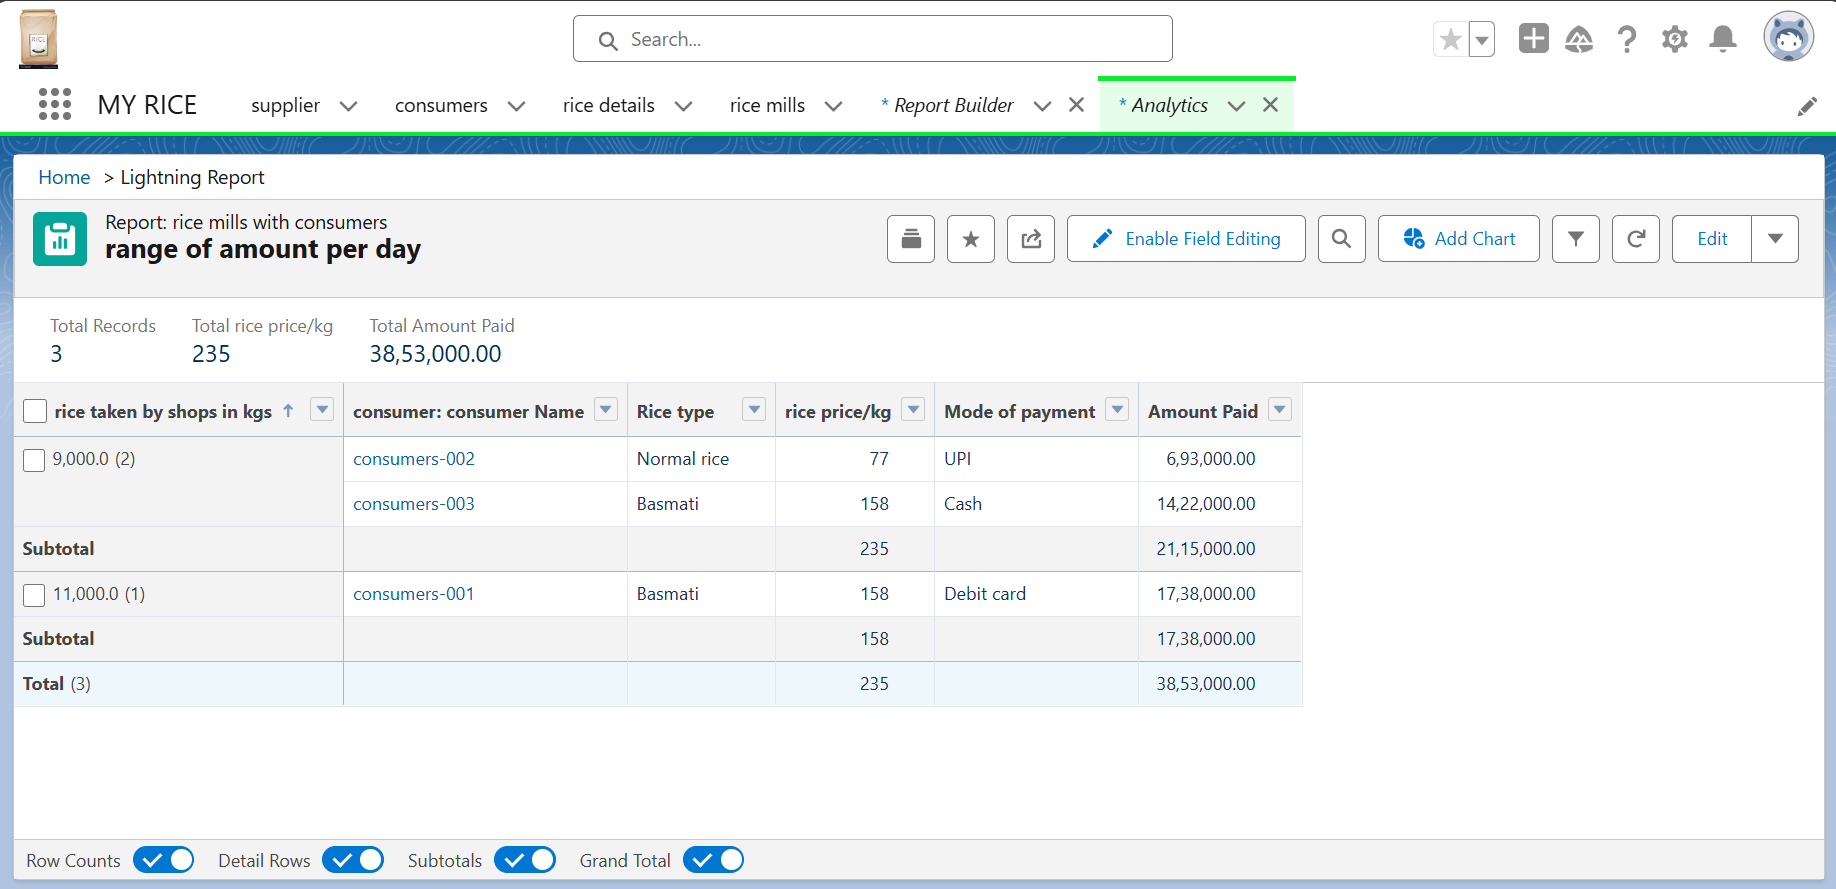 RICE
Search...
MY RICE
supplier
consumers
rice details
rice mills
* Report Builder
* Analytics
Home > Lightning Report
Report: rice mills with consumers
range of amount per day
Enable Field Editing
Add Chart
Edit
Total Records Total rice price/kg Total Amount Paid
3 235 38,53,000.00
rice taken by shops in kgs ↑ consumer: consumer Name Rice type rice price/kg Mode of payment Amount Paid
9,000.0 (2) consumers-002 Normal rice 77 UPI 6,93,000.00
consumers-003 Basmati 158 Cash 14,22,000.00
Subtotal 235 21,15,000.00
11,000.0 (1) consumers-001 Basmati 158 Debit card 17,38,000.00
Subtotal 158 17,38,000.00
Total (3) 235 38,53,000.00
Row Counts Detail Rows Subtotals Grand Total